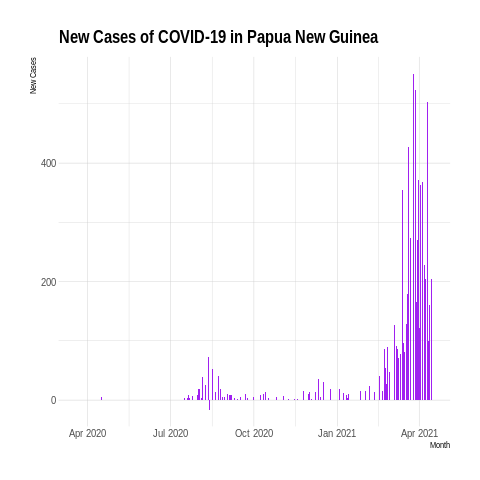 New Cases of COVID-19 in Papua New Guinea
New Cases
400
200
0
Apr 2020 Jul 2020 Oct 2020 Jan 2021 Apr 2021
Month